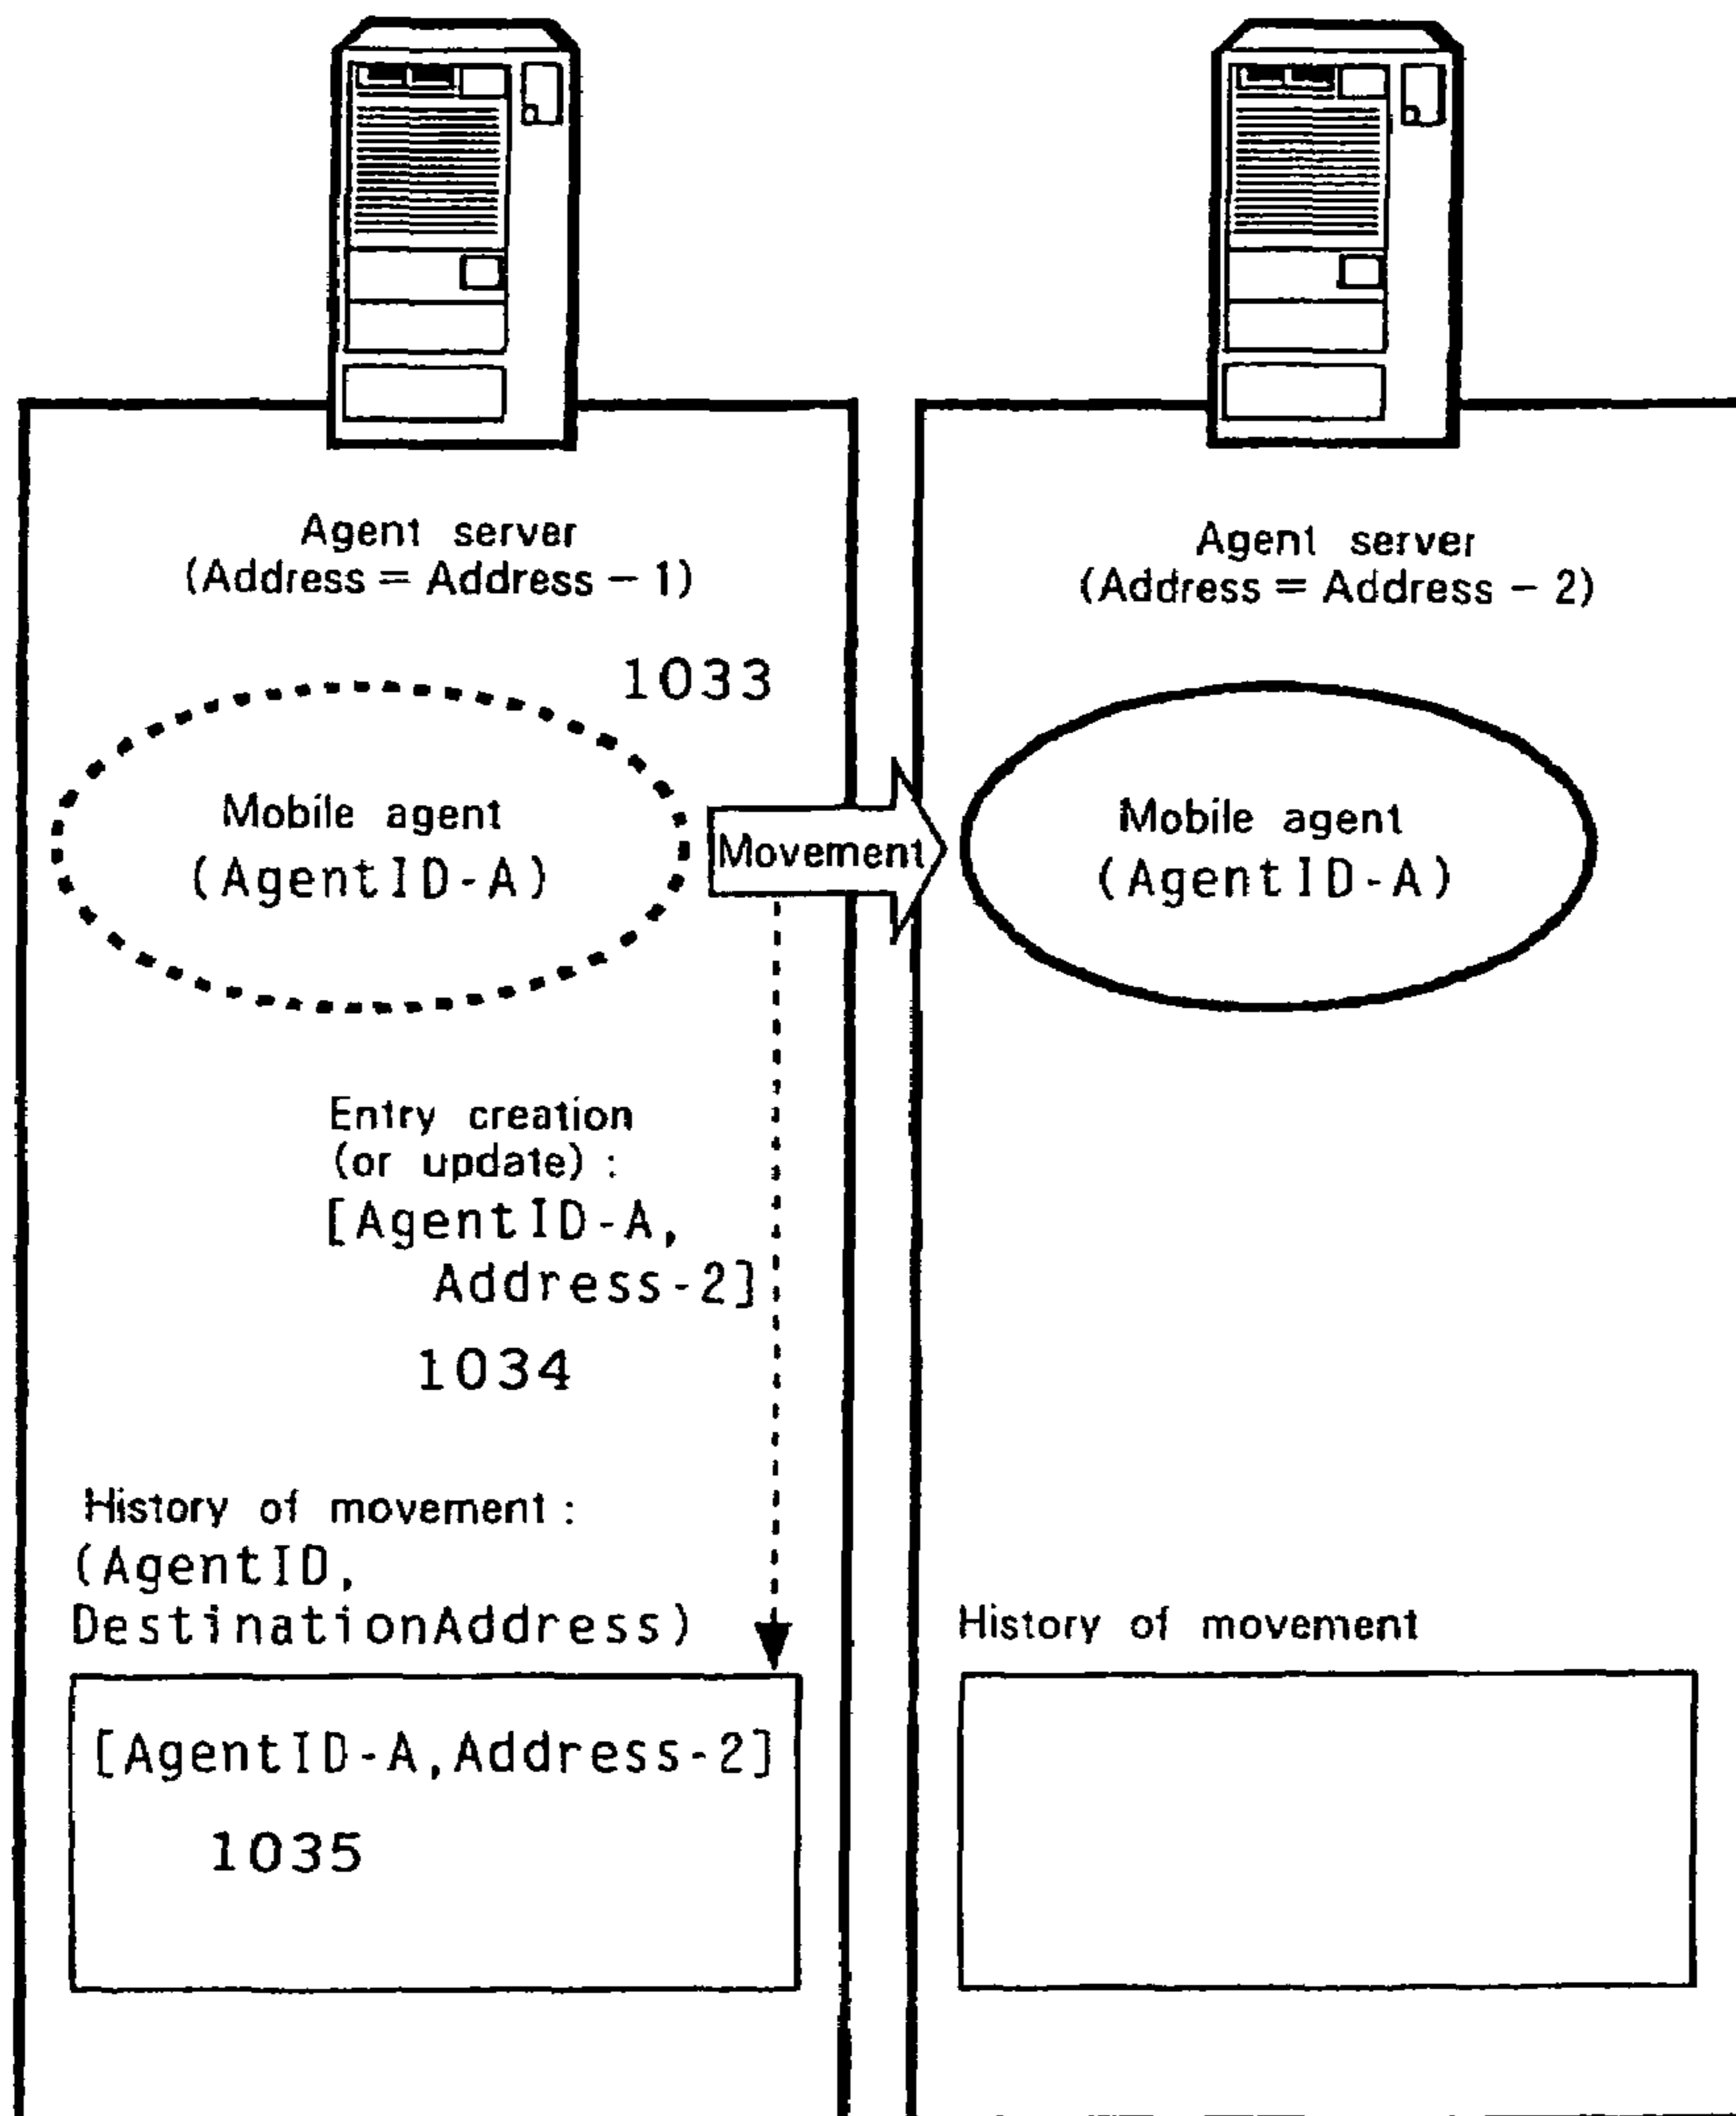 Agent server
(Address = Address - 1)
1033
Mobile agent
(AgentID-A)
Movement
Entry creation
(or update) :
[AgentID-A,
Address-2]
1034
History of movement :
(AgentID,
DestinationAddress)
[AgentID-A,Address-2]
1035
Agent server
(Address = Address - 2)
Mobile agent
(AgentID-A)
History of movement